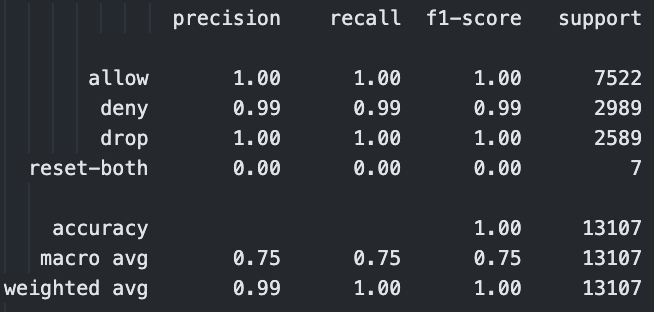 precision recall f1-score support
allow 1.00 1.00 1.00 7522
deny 0.99 0.99 0.99 2989
drop 1.00 1.00 1.00 2589
reset-both 0.00 0.00 0.00 7
accuracy 1.00 13107
macro avg 0.75 0.75 0.75 13107
weighted avg 0.99 1.00 1.00 13107